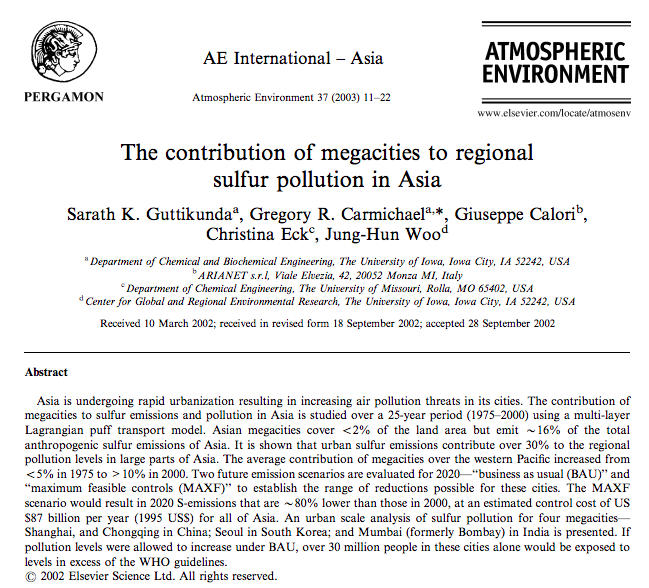 PERGAMON
AE International – Asia
Atmospheric Environment 37 (2003) 11–22
ATMOSPHERIC
ENVIRONMENT
www.elsevier.com/locate/atmosenv
The contribution of megacities to regional
sulfur pollution in Asia
Sarath K. Guttikundaᵃ, Gregory R. Carmichaelᵃ,*, Giuseppe Caloriᵇ,
Christina Eckᶜ, Jung-Hun Wooᵈ
ᵃ Department of Chemical and Biochemical Engineering, The University of Iowa, Iowa City, IA 52242, USA
ᵇ ARIANET s.r.l, Viale Elvezia, 42, 20052 Monza MI, Italy
ᶜ Department of Chemical Engineering, The University of Missouri, Rolla, MO 65402, USA
ᵈ Center for Global and Regional Environmental Research, The University of Iowa, Iowa City, IA 52242, USA
Received 10 March 2002; received in revised form 18 September 2002; accepted 28 September 2002
Abstract
Asia is undergoing rapid urbanization resulting in increasing air pollution threats in its cities. The contribution of
megacities to sulfur emissions and pollution in Asia is studied over a 25-year period (1975–2000) using a multi-layer
Lagrangian puff transport model. Asian megacities cover <2% of the land area but emit ~16% of the total
anthropogenic sulfur emissions of Asia. It is shown that urban sulfur emissions contribute over 30% to the regional
pollution levels in large parts of Asia. The average contribution of megacities over the western Pacific increased from
<5% in 1975 to >10% in 2000. Two future emission scenarios are evaluated for 2020—“business as usual (BAU)” and
“maximum feasible controls (MAXF)” to establish the range of reductions possible for these cities. The MAXF
scenario would result in 2020 S-emissions that are ~80% lower than those in 2000, at an estimated control cost of US
$87 billion per year (1995 US$) for all of Asia. An urban scale analysis of sulfur pollution for four megacities—
Shanghai, and Chongqing in China; Seoul in South Korea; and Mumbai (formerly Bombay) in India is presented. If
pollution levels were allowed to increase under BAU, over 30 million people in these cities alone would be exposed to
levels in excess of the WHO guidelines.
© 2002 Elsevier Science Ltd. All rights reserved.